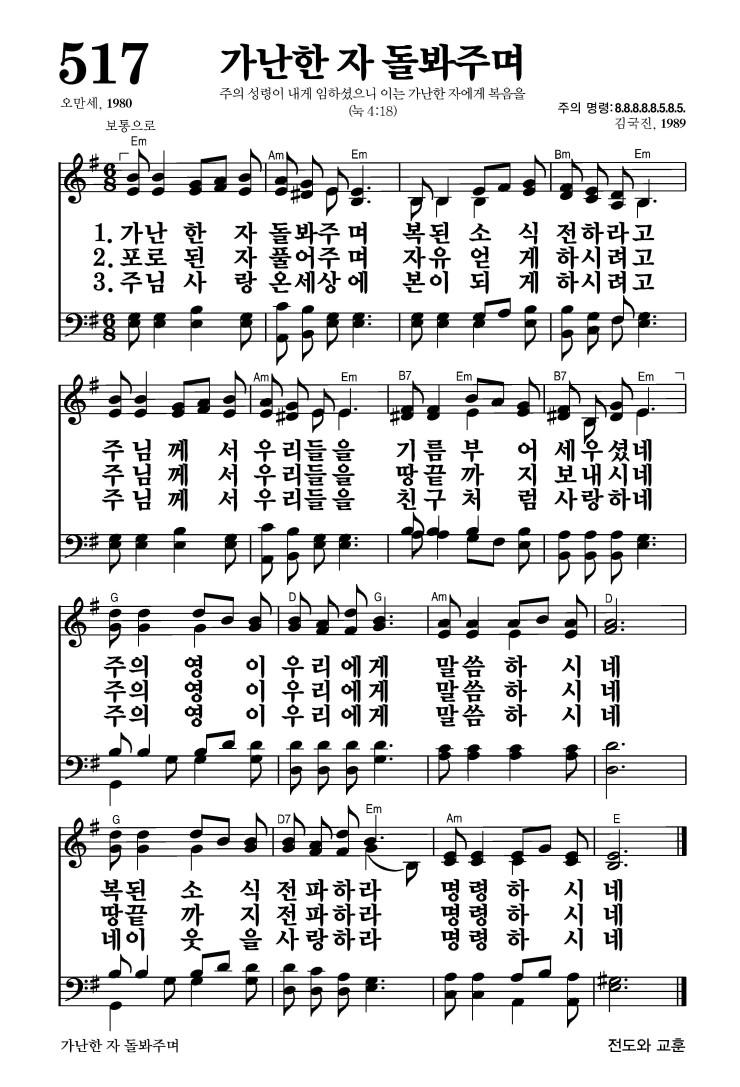 517
가난한 자 돌봐주며
주의 성령이 내게 임하셨으니 이는 가난한 자에게 복음을
(눅 4:18)
오만세, 1980
주의 명령:8.8.8.8.8.5.8.5.
김국진, 1989
보통으로
Em Am Bm Em
1. 가난 한 자 돌봐주며 복된 소 식 전하라고
2. 포로 된 자 풀어주며 자유 얻 게 하시려고
3. 주님 사 랑 온세상에 본이 되 게 하시려고
Am Em B7 Em B7 Em
주님 께 서 우리들을 기름 부 어 세우셨네
주님 께 서 우리들을 땅끝 까 지 보내시네
주님 께 서 우리들을 친구 처 럼 사랑하네
G D G Am D
주의 영 이 우리에게 말씀 하 시 네
주의 영 이 우리에게 말씀 하 시 네
주의 영 이 우리에게 말씀 하 시 네
G D7 Em Am E
복된 소 식 전파하라 명령 하 시 네
땅끝 까 지 전파하라 명령 하 시 네
네이 웃 을 사랑하라 명령 하 시 네
가난한 자 돌봐주며
전도와 교훈